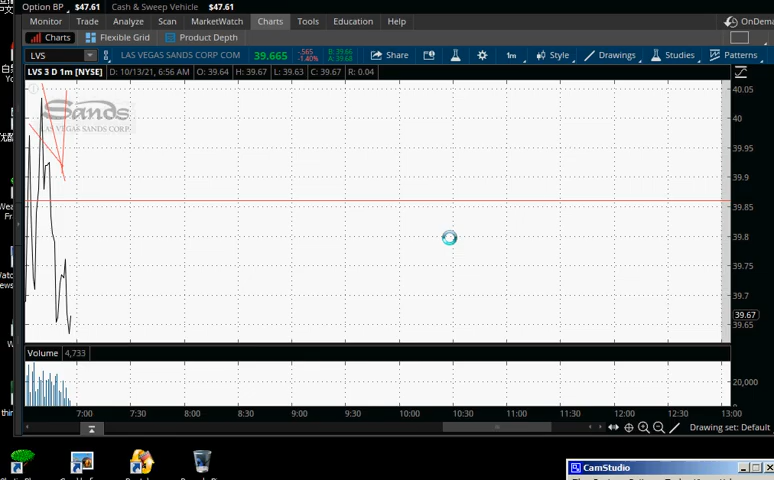 Option BP $47.61 Cash & Sweep Vehicle $47.61
Monitor Trade Analyze Scan MarketWatch Charts Tools Education Help OnDemand
Charts Flexible Grid Product Depth
LVS LAS VEGAS SANDS CORP COM 39.665 -.565 -1.40% B: 39.66 A: 39.68 Share 1m Style Drawings Studies Patterns
LVS 3 D 1m [NYSE] D: 10/13/21, 6:56 AM O: 39.64 H: 39.67 L: 39.63 C: 39.67 R: 0.04
Sands
LAS VEGAS SANDS CORP.
40.05
40
39.95
39.9
39.85
39.8
39.75
39.7
39.67
39.65
Volume 4,733
20,000
0
7:00 7:30 8:00 8:30 9:00 9:30 10:00 10:30 11:00 11:30 12:00 12:30 13:00
Drawing set: Default
CamStudio